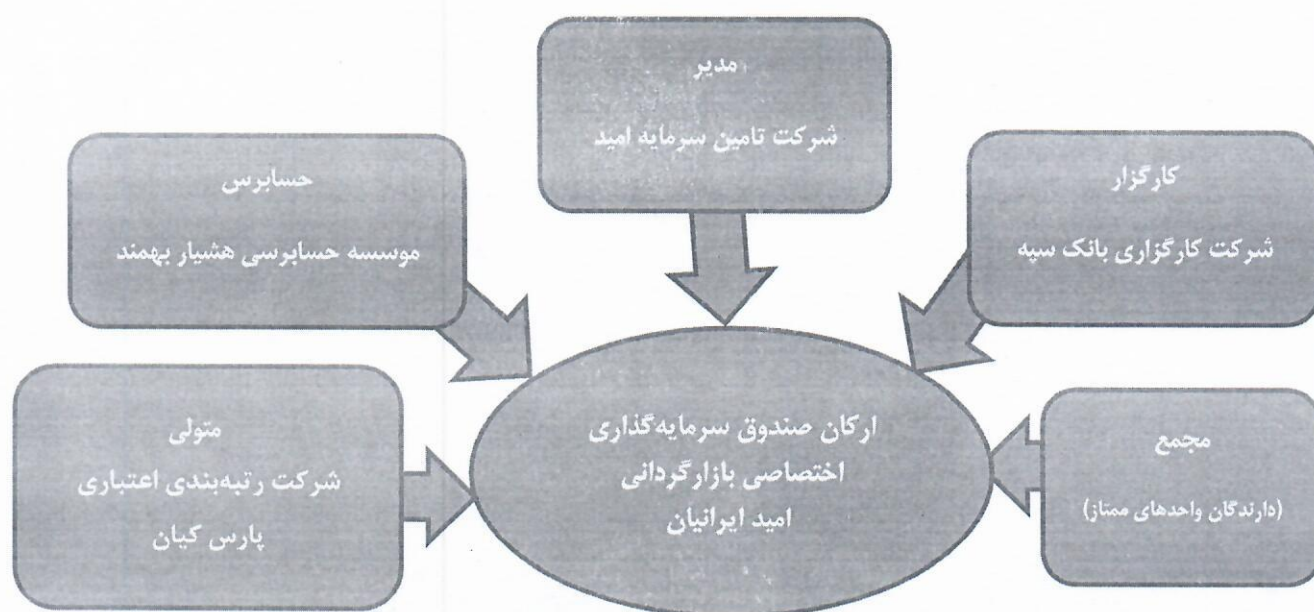 مدیر
شرکت تامین سرمایه امید
کارگزار
شرکت کارگزاری بانک سپه
حسابرس
موسسه حسابرسی هشیار بهمند
مجمع
(دارندگان واحدهای ممتاز)
متولی
شرکت رتبه‌بندی اعتباری
پارس کیان
ارکان صندوق سرمایه‌گذاری
اختصاصی بازارگردانی
امید ایرانیان